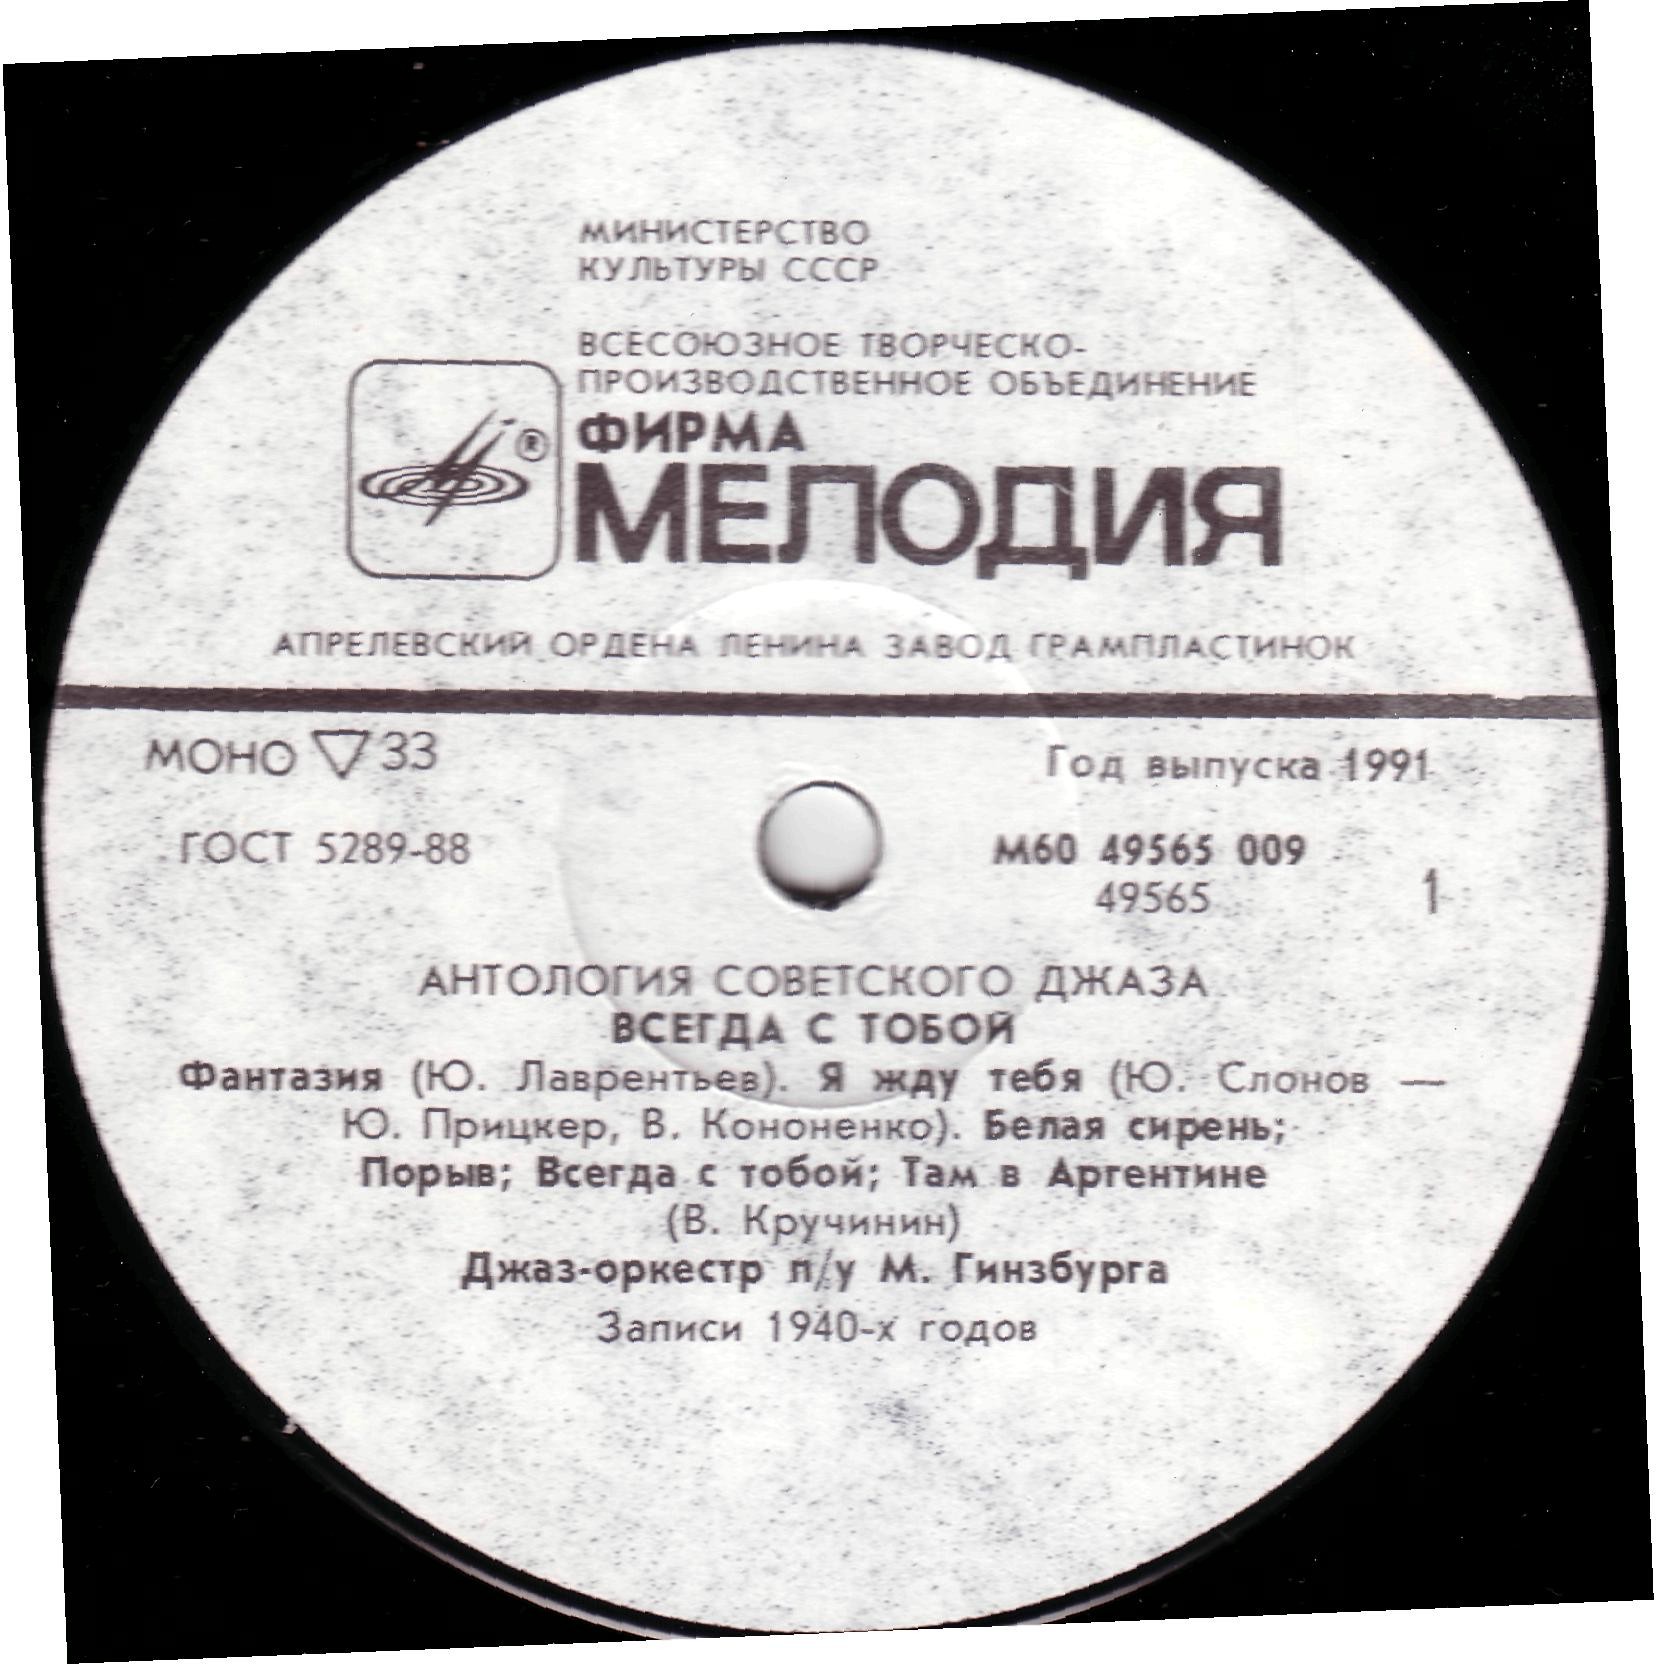 МИНИСТЕРСТВО
КУЛЬТУРЫ СССР
ВСЕСОЮЗНОЕ ТВОРЧЕСКО-
ПРОИЗВОДСТВЕННОЕ ОБЪЕДИНЕНИЕ
ФИРМА
®
МЕЛОДИЯ
АПРЕЛЕВСКИЙ ОРДЕНА ЛЕНИНА ЗАВОД ГРАМПЛАСТИНОК
МОНО ▽ 33
Год выпуска 1991
ГОСТ 5289-88
М60 49565 009
49565
1
АНТОЛОГИЯ СОВЕТСКОГО ДЖАЗА
ВСЕГДА С ТОБОЙ
Фантазия (Ю. Лаврентьев). Я жду тебя (Ю. Слонов —
Ю. Прицкер, В. Кононенко). Белая сирень;
Порыв; Всегда с тобой; Там в Аргентине
(В. Кручинин)
Джаз-оркестр п/у М. Гинзбурга
Записи 1940-х годов